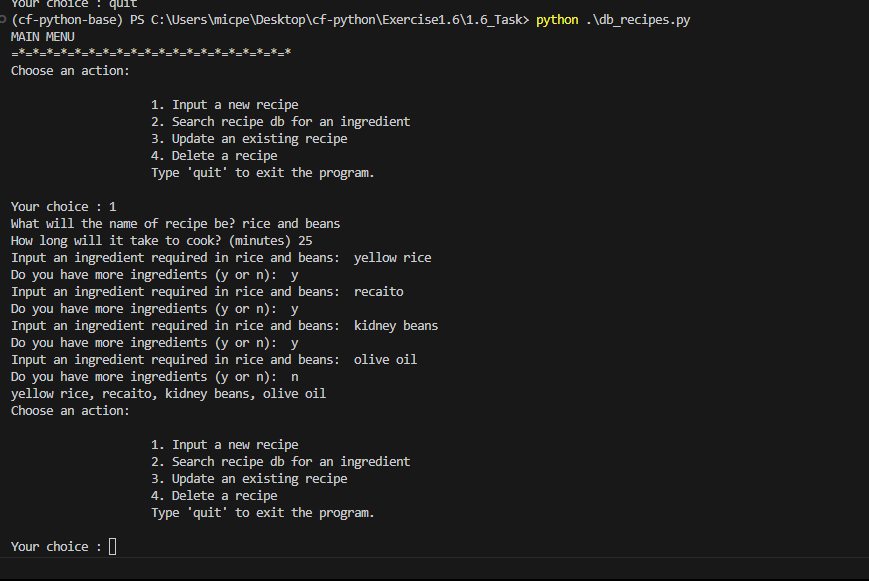 Your choice : quit
(cf-python-base) PS C:\Users\micpe\Desktop\cf-python\Exercise1.6\1.6_Task> python .\db_recipes.py
MAIN MENU
=*=*=*=*=*=*=*=*=*=*=*=*=*=*=*=*=*=*=*=*
Choose an action:
1. Input a new recipe
2. Search recipe db for an ingredient
3. Update an existing recipe
4. Delete a recipe
Type 'quit' to exit the program.
Your choice : 1
What will the name of recipe be? rice and beans
How long will it take to cook? (minutes) 25
Input an ingredient required in rice and beans:  yellow rice
Do you have more ingredients (y or n):  y
Input an ingredient required in rice and beans:  recaito
Do you have more ingredients (y or n):  y
Input an ingredient required in rice and beans:  kidney beans
Do you have more ingredients (y or n):  y
Input an ingredient required in rice and beans:  olive oil
Do you have more ingredients (y or n):  n
yellow rice, recaito, kidney beans, olive oil
Choose an action:
1. Input a new recipe
2. Search recipe db for an ingredient
3. Update an existing recipe
4. Delete a recipe
Type 'quit' to exit the program.
Your choice :